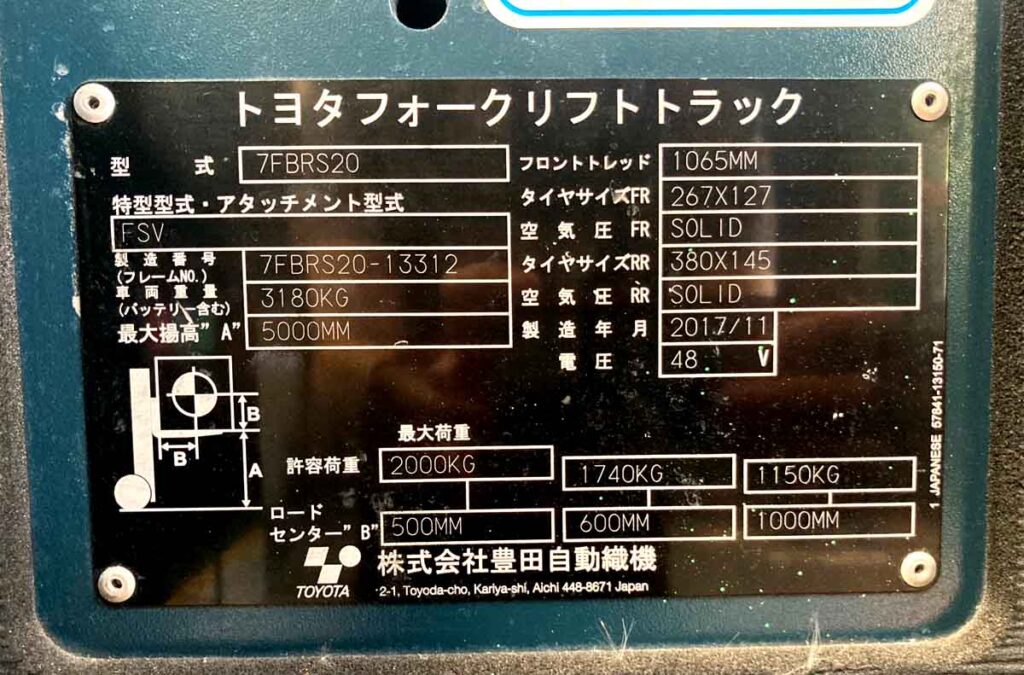 トヨタフォークリフトトラック
型 式 7FBRS20
特型型式・アタッチメント型式
FSV
製造番号 (フレームNO.) 7FBRS20-13312
車両重量 (バッテリー含む) 3180KG
最大揚高"A" 5000MM
フロントトレッド 1065MM
タイヤサイズFR 267X127
空気圧 FR SOLID
タイヤサイズRR 380X145
空気圧 RR SOLID
製造年月 2017/11
電圧 48 V
B
B
A
最大荷重
許容荷重 2000KG 1740KG 1150KG
ロードセンター"B" 500MM 600MM 1000MM
TOYOTA 株式会社豊田自動織機
2-1, Toyoda-cho, Kariya-shi, Aichi 448-8671 Japan
1 JAPANESE 57841-13150-71